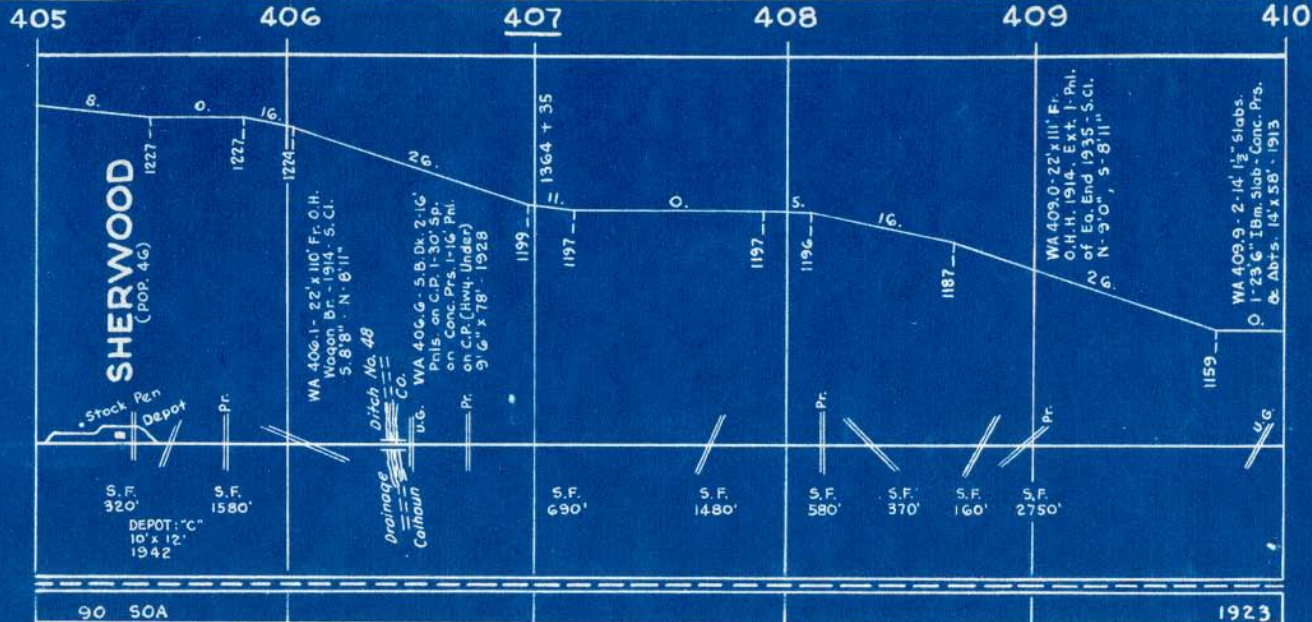 405 406 407 408 409 410
8. 0. 16. 26. 11. 0. 5. 16. 26. 0.
1227
1227
1224
1199
1364 + 35
1197
1197
1196
1187
1159
SHERWOOD
(POP. 46)
WA 406.1 - 22' x 110' Fr. O.H.
Wagon Br. - 1914 - S. Cl.
S. 8'8" - N - 8'11"
WA 406.6 - S.B. Dk. 2-16'
Pnls. on C.P. 1-30' Sp.
on Conc. Prs. 1-16' Pnl.
on C.P. (Hwy. Under)
9'6" x 78' - 1928
WA 409.0 - 22' x 111' Fr.
O.H.H. 1914. Ext. 1-Pnl.
of Ea. End 1935 - S. Cl.
N - 9'0", S - 8'11"
WA 409.9 - 2 - 14' 1½" Slabs.
1 - 23'6" IBm. Slab - Conc. Prs.
& Abts. 14' x 58' - 1913
Stock Pen
Depot
Pr.
Ditch No. 48
Co.
Drainage
Calhoun
U.G.
Pr.
Pr.
Pr.
U.G.
S.F.
320'
S.F.
1580'
S.F.
690'
S.F.
1480'
S.F.
580'
S.F.
370'
S.F.
160'
S.F.
2750'
DEPOT: "C"
10' x 12'
1942
90 SOA
1923